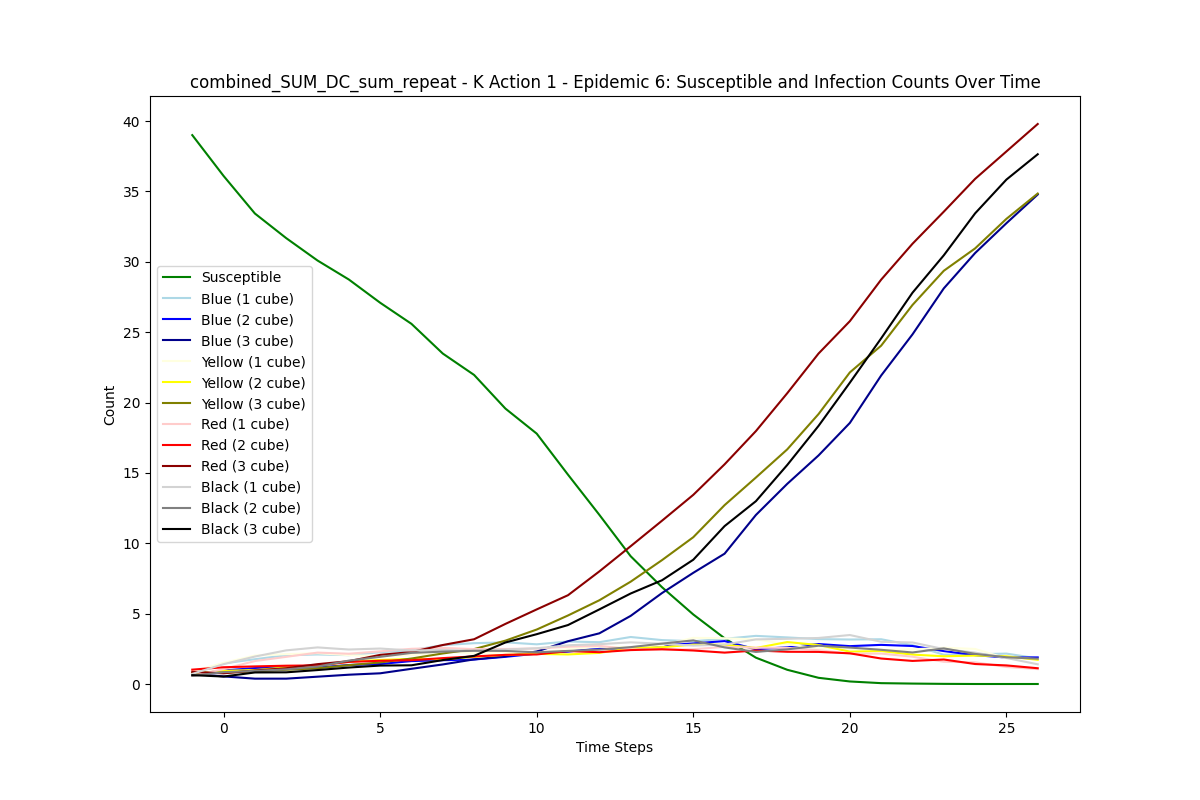 combined_SUM_DC_sum_repeat - K Action 1 - Epidemic 6: Susceptible and Infection Counts Over Time
40
35
30
25
20
15
10
5
0
Count
Susceptible
Blue (1 cube)
Blue (2 cube)
Blue (3 cube)
Yellow (1 cube)
Yellow (2 cube)
Yellow (3 cube)
Red (1 cube)
Red (2 cube)
Red (3 cube)
Black (1 cube)
Black (2 cube)
Black (3 cube)
0 5 10 15 20 25
Time Steps